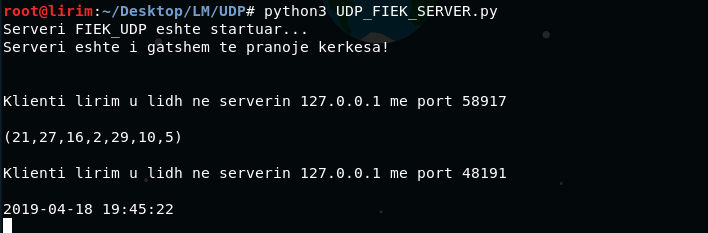 root@lirim:~/Desktop/LM/UDP# python3 UDP_FIEK_SERVER.py
Serveri FIEK_UDP eshte startuar...
Serveri eshte i gatshem te pranoje kerkesa!
Klienti lirim u lidh ne serverin 127.0.0.1 me port 58917
(21,27,16,2,29,10,5)
Klienti lirim u lidh ne serverin 127.0.0.1 me port 48191
2019-04-18 19:45:22